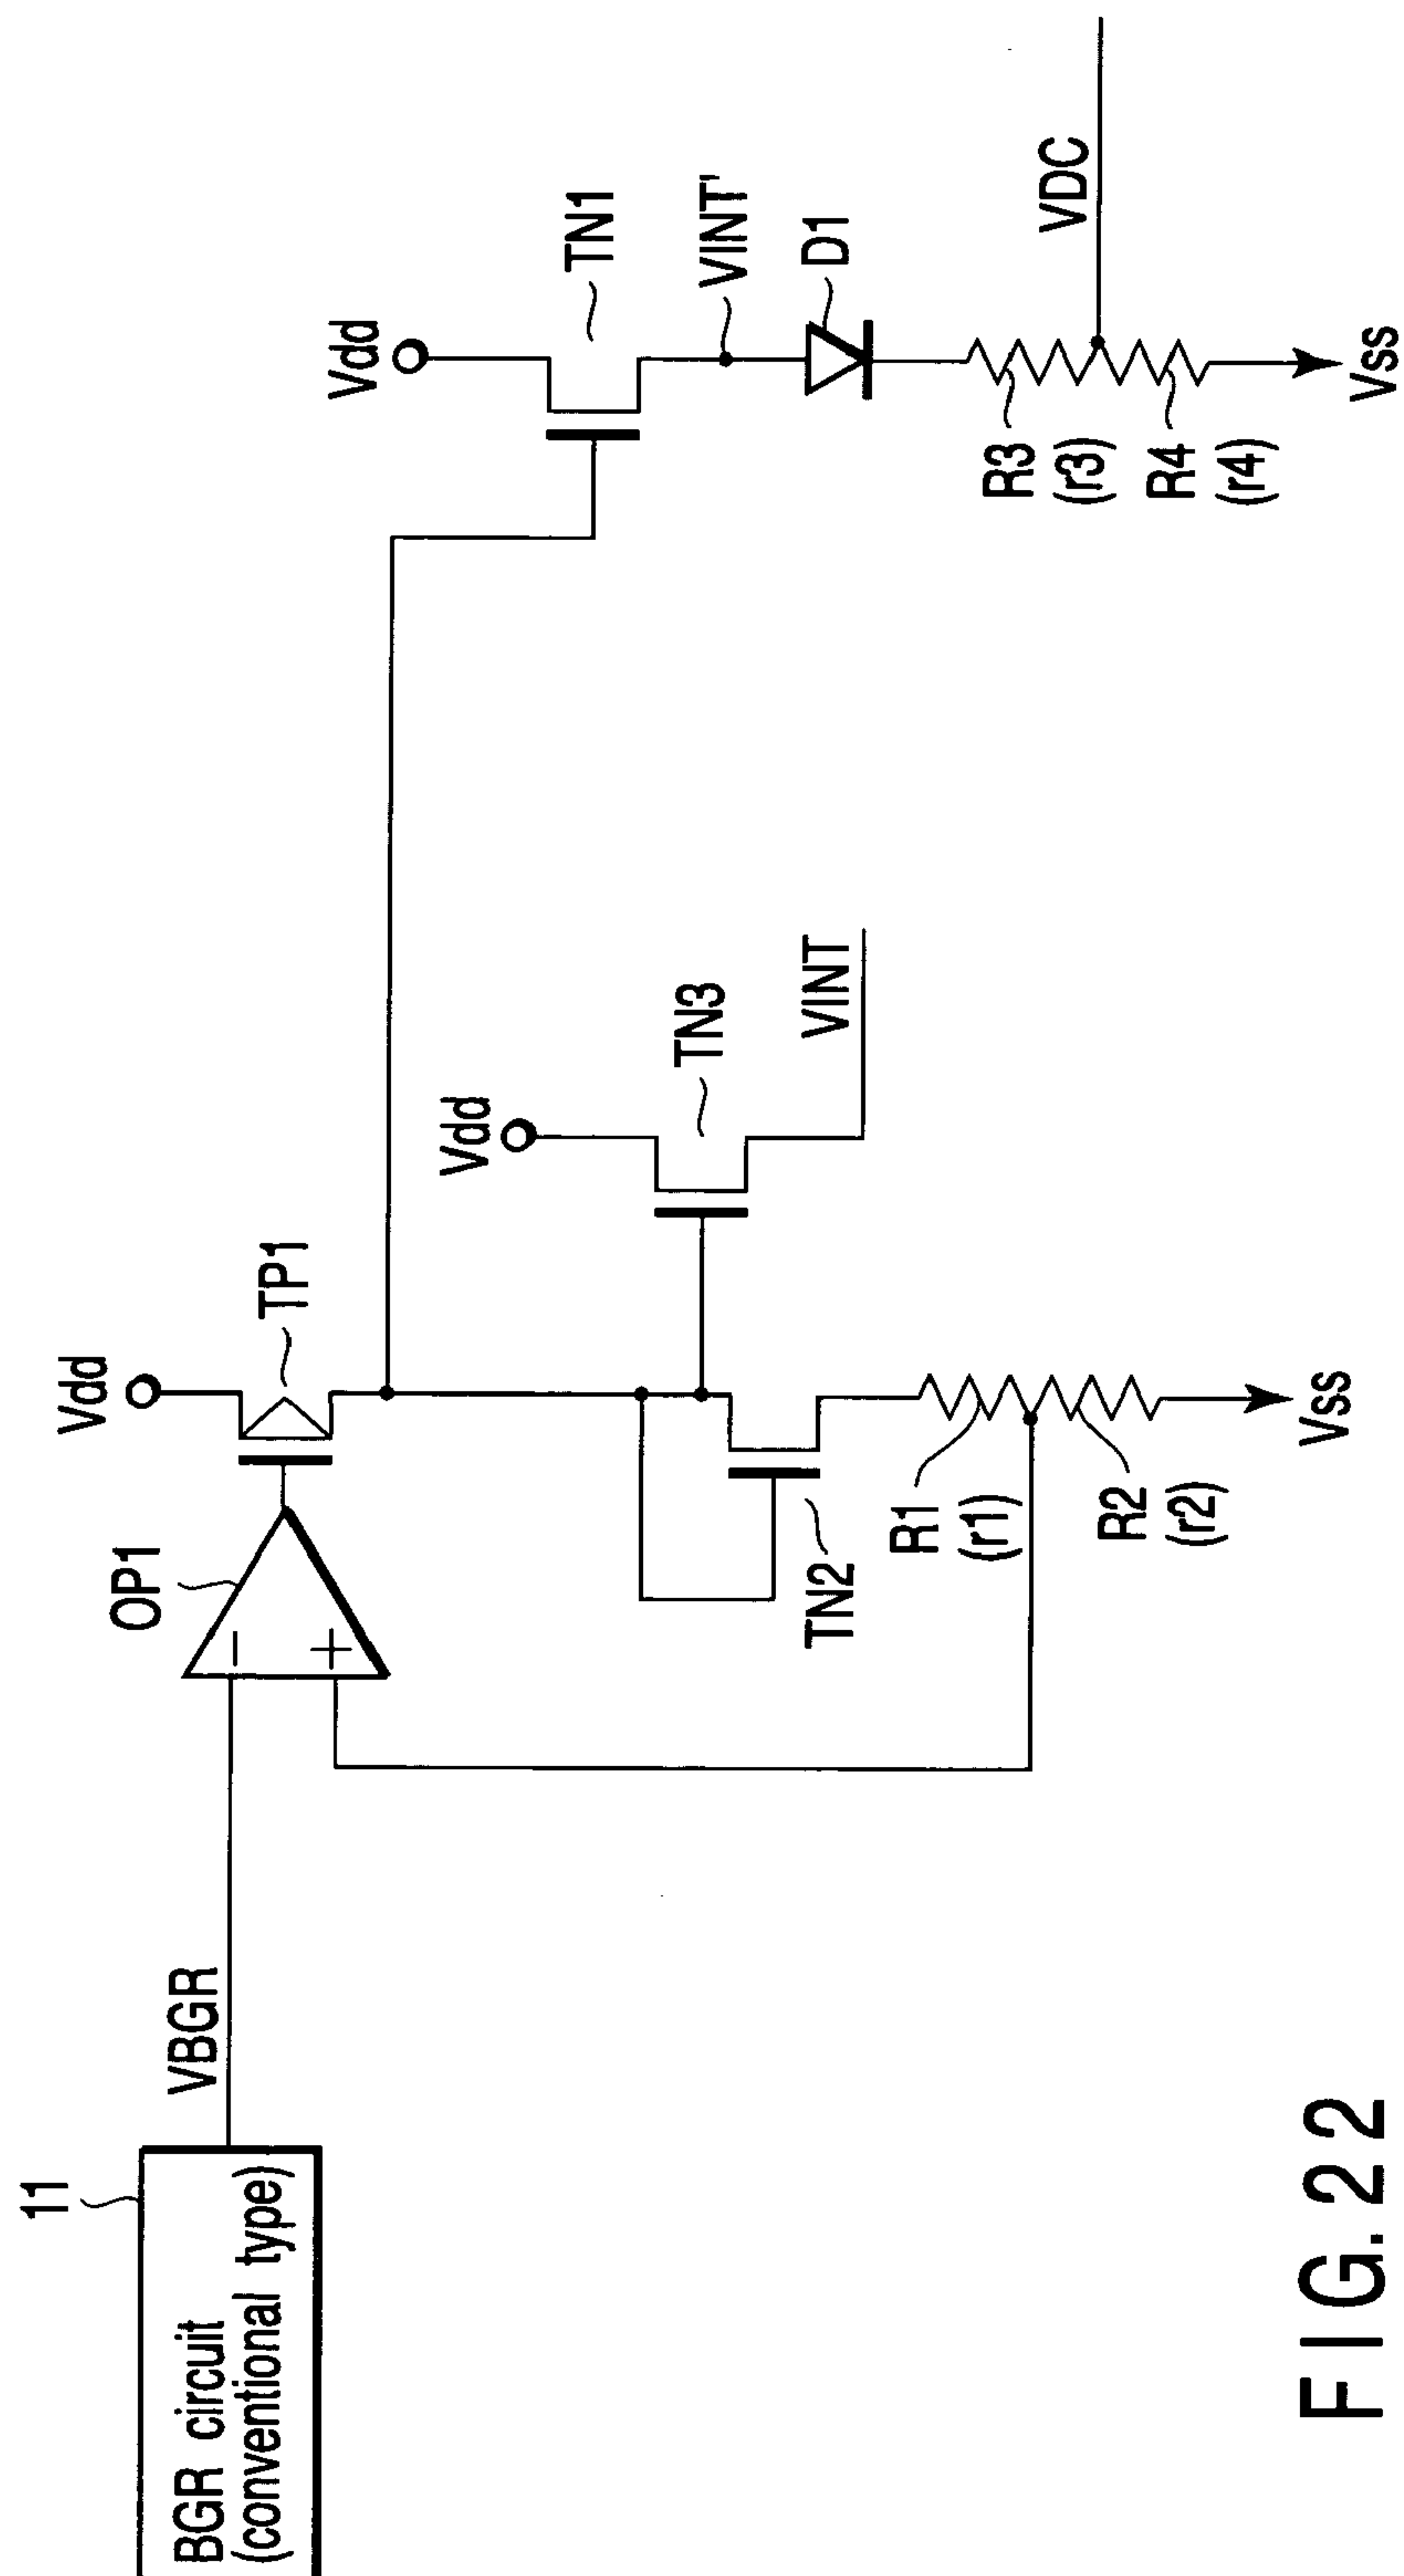 11
BGR circuit
(conventional type)
VBGR
OP1
Vdd
TP1
TN2
R1
(r1)
R2
(r2)
Vss
Vdd
TN3
VINT
Vdd
TN1
VINT'
D1
R3
(r3)
R4
(r4)
Vss
VDC
− 
+
FIG. 22